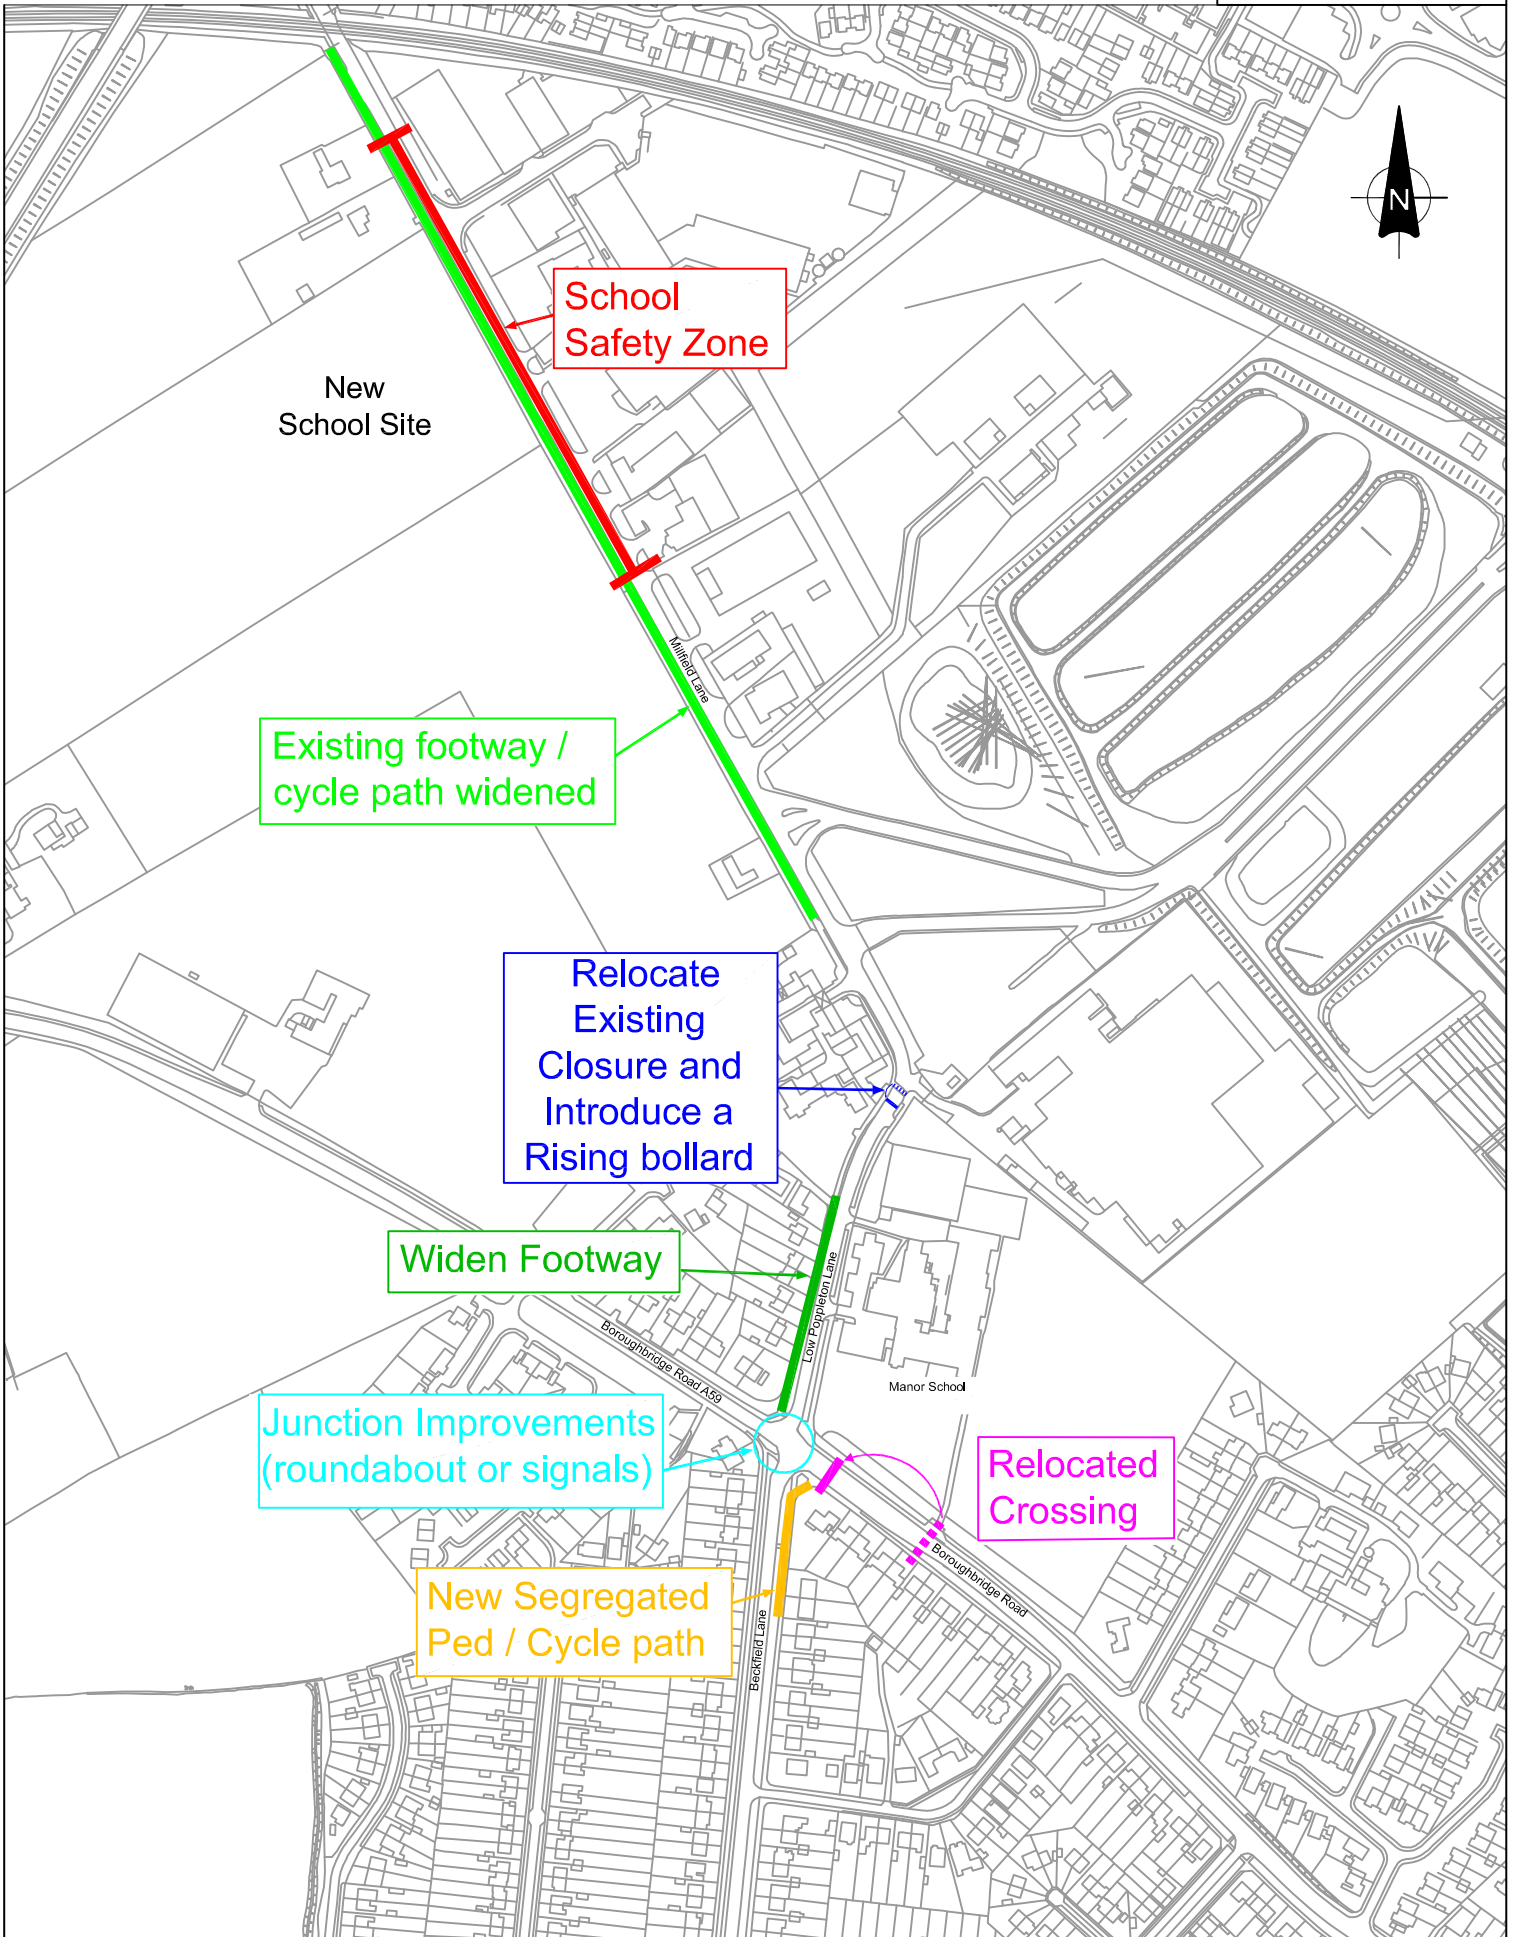 N
School
Safety Zone
New
School Site
Millfield Lane
Existing footway /
cycle path widened
Relocate
Existing
Closure and
Introduce a
Rising bollard
Widen Footway
Low Poppleton Lane
Boroughbridge Road A59
Manor School
Junction Improvements
(roundabout or signals)
Relocated
Crossing
Boroughbridge Road
New Segregated
Ped / Cycle path
Beckfield Lane